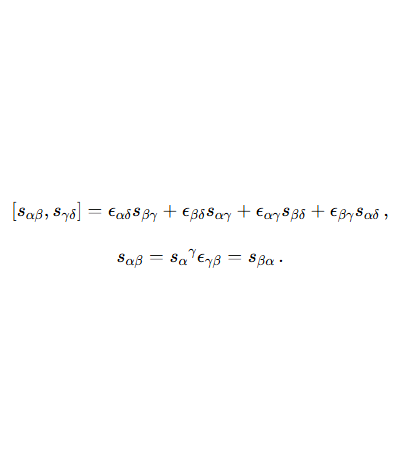 [s_{αβ}, s_{γδ}] = ϵ_{αδ}s_{βγ} + ϵ_{βδ}s_{αγ} + ϵ_{αγ}s_{βδ} + ϵ_{βγ}s_{αδ} ,
s_{αβ} = s_α{}^γ ϵ_{γβ} = s_{βα} .